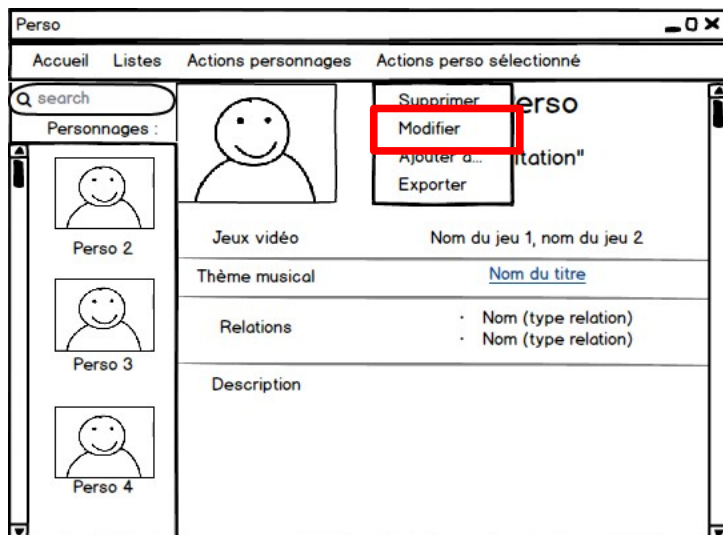 Perso
Accueil Listes Actions personnages Actions perso sélectionné
search
Personnages :
Supprimer
Modifier
Ajouter à...
Exporter
erso
itation"
Perso 2
Perso 3
Perso 4
Jeux vidéo Nom du jeu 1, nom du jeu 2
Thème musical Nom du titre
Relations · Nom (type relation)
· Nom (type relation)
Description